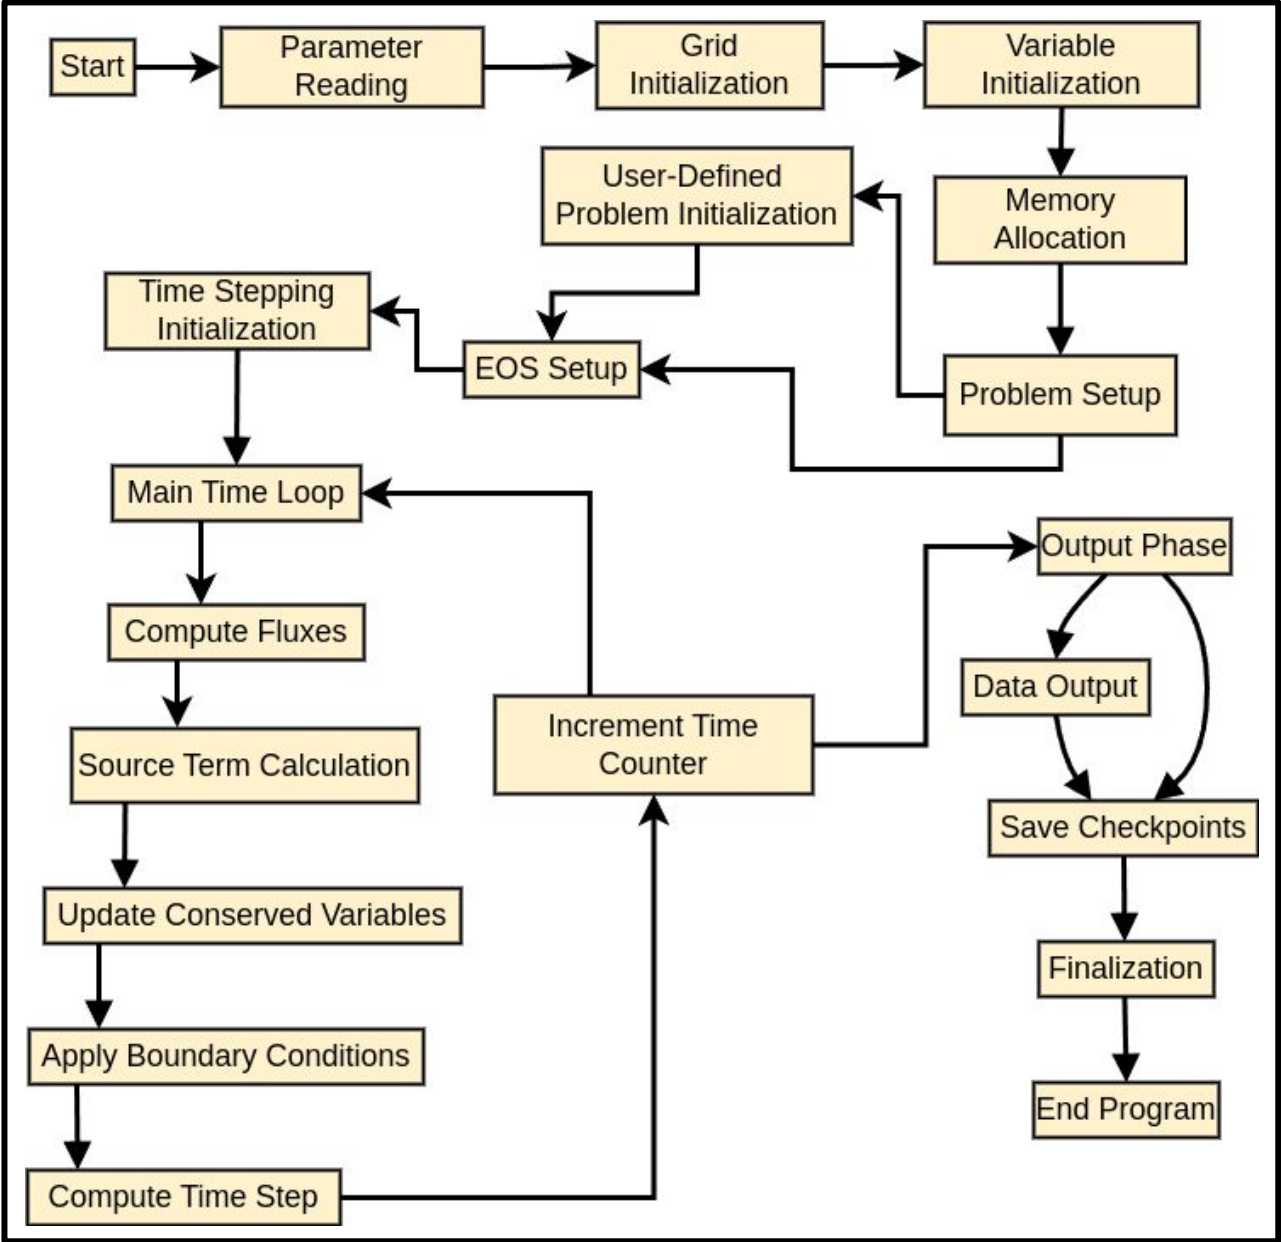 Start
Parameter
Reading
Grid
Initialization
Variable
Initialization
User-Defined
Problem Initialization
Memory
Allocation
Time Stepping
Initialization
EOS Setup
Problem Setup
Main Time Loop
Output Phase
Compute Fluxes
Data Output
Increment Time
Counter
Source Term Calculation
Save Checkpoints
Update Conserved Variables
Finalization
Apply Boundary Conditions
End Program
Compute Time Step